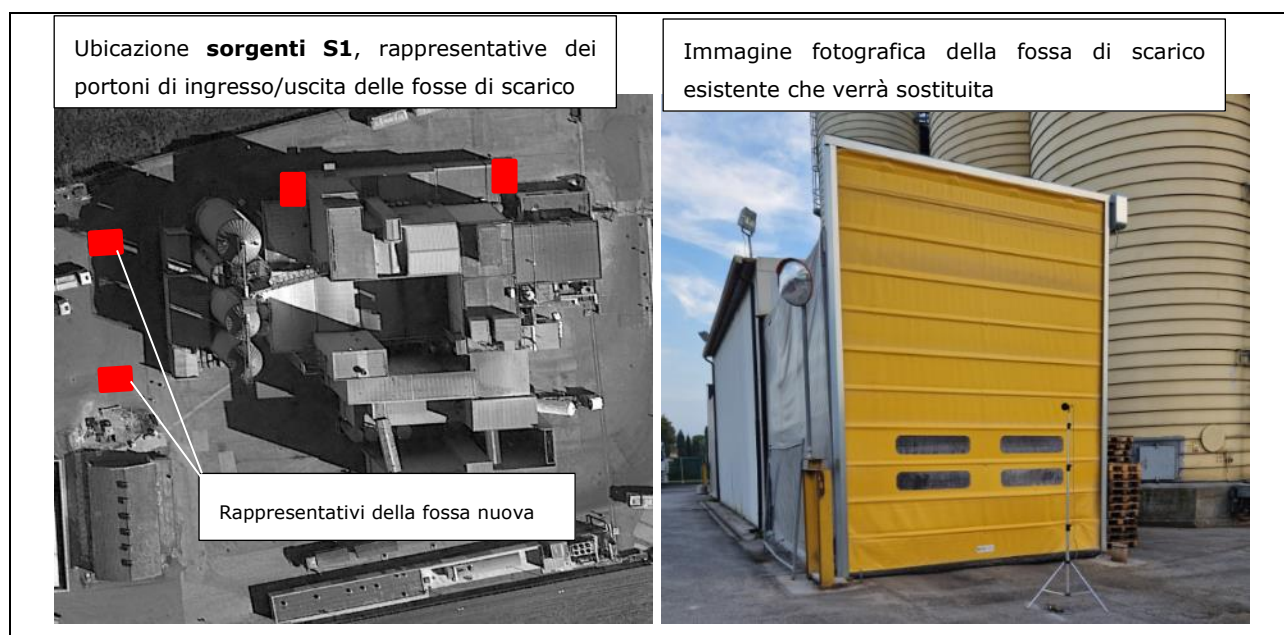 Ubicazione sorgenti S1, rappresentative dei
portoni di ingresso/uscita delle fosse di scarico
Immagine fotografica della fossa di scarico
esistente che verrà sostituita
Rappresentativi della fossa nuova